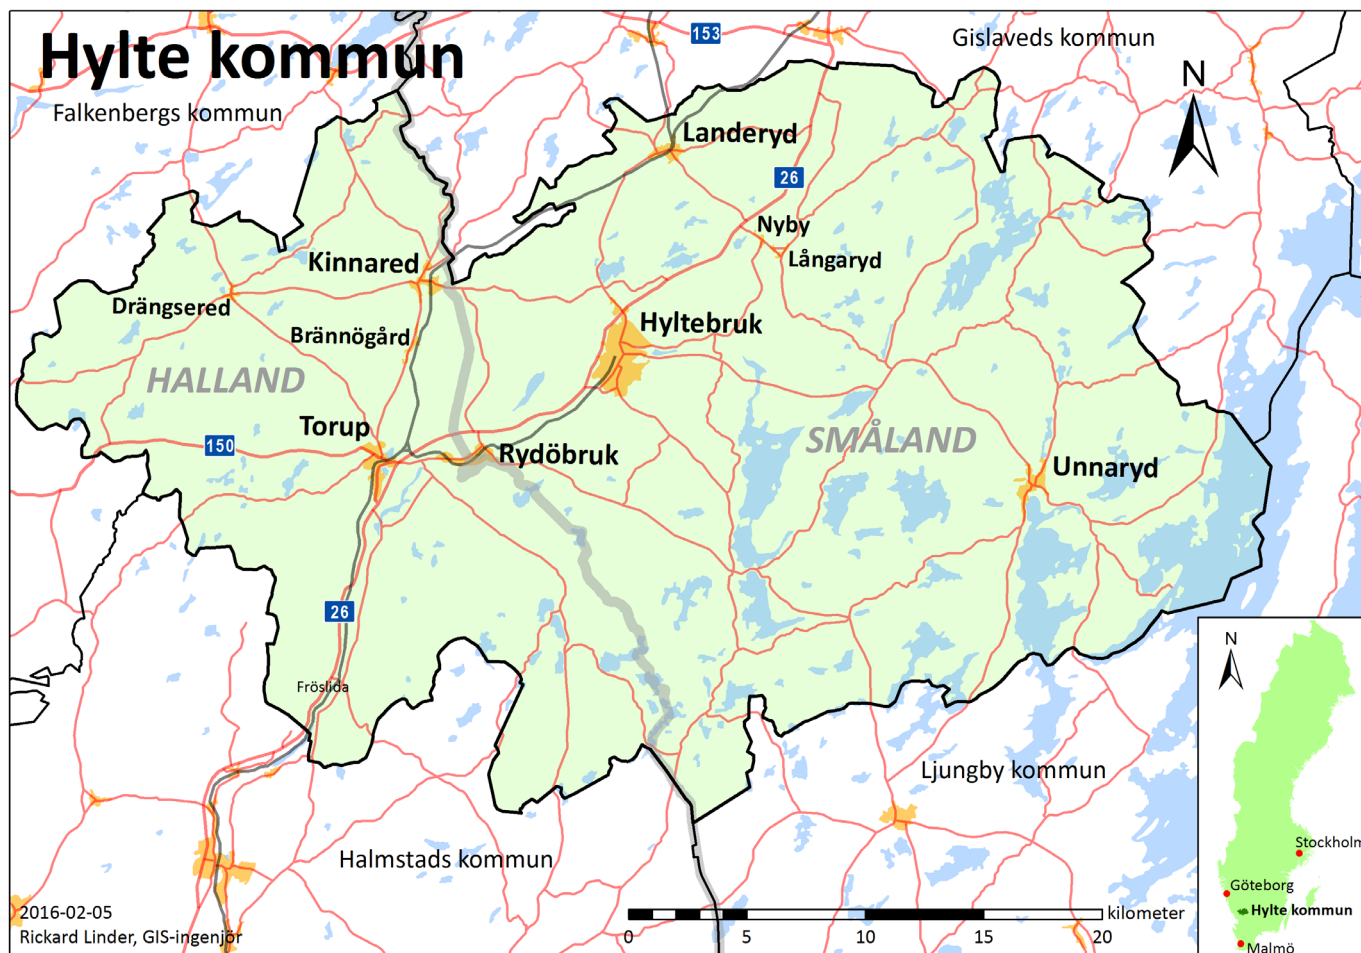 Hylte kommun
Falkenbergs kommun
153
Gislaveds kommun
N
Landeryd
26
Nyby
Långaryd
Kinnared
Drängsered
Brännögård
Hyltebruk
HALLAND
Torup
150
Rydöbruk
SMÅLAND
Unnaryd
26
Fröslida
Ljungby kommun
Halmstads kommun
2016-02-05
Rickard Linder, GIS-ingenjör
kilometer
0 5 10 15 20
N
Stockholm
Göteborg
Hylte kommun
Malmö